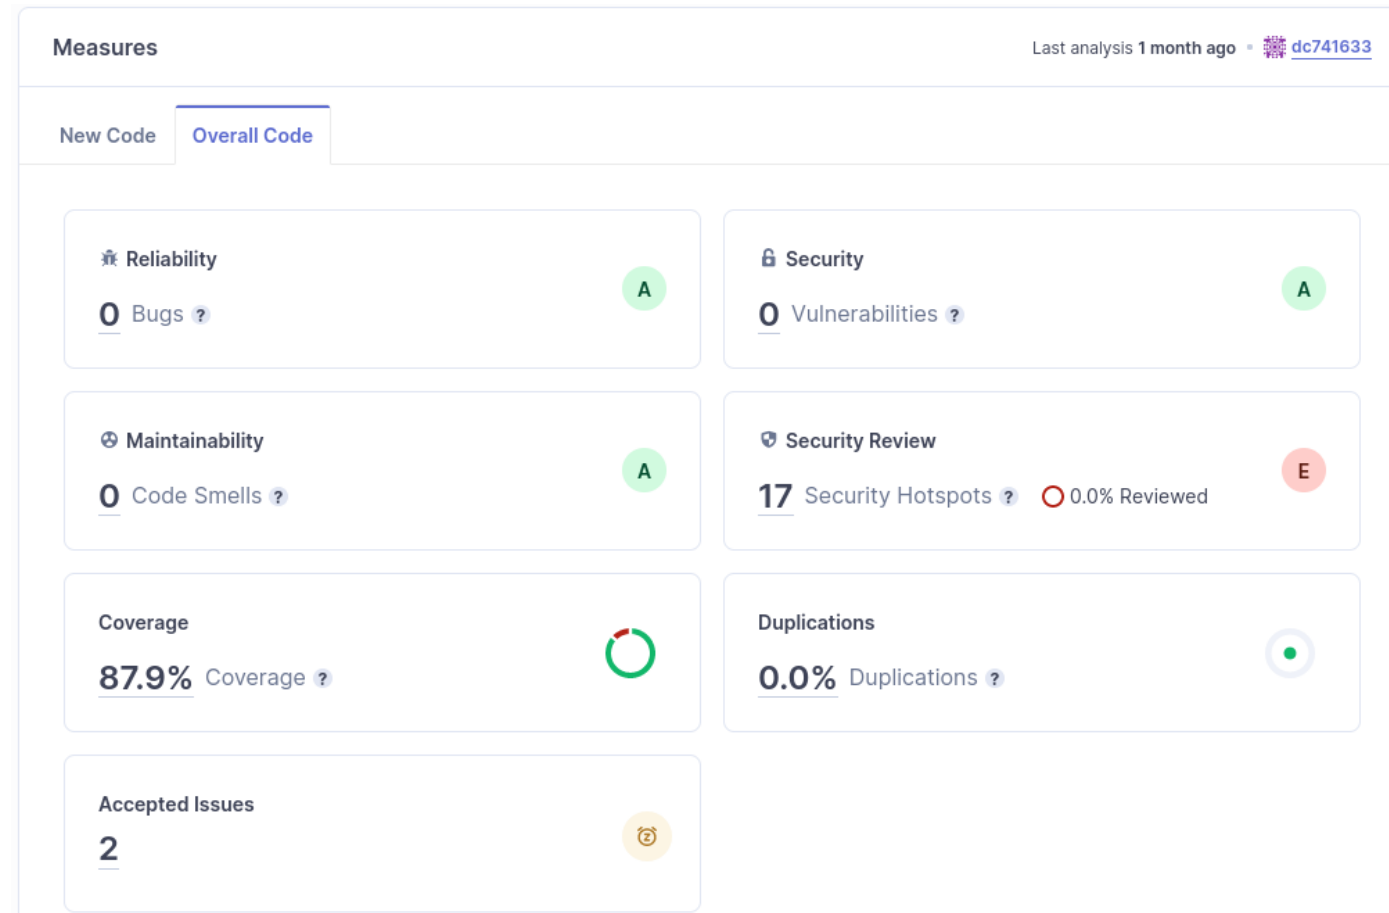 Measures
Last analysis 1 month ago dc741633
New Code Overall Code
Reliability
0 Bugs ?
A
Security
0 Vulnerabilities ?
A
Maintainability
0 Code Smells ?
A
Security Review
17 Security Hotspots ? 0.0% Reviewed
E
Coverage
87.9% Coverage ?
Duplications
0.0% Duplications ?
Accepted Issues
2
z